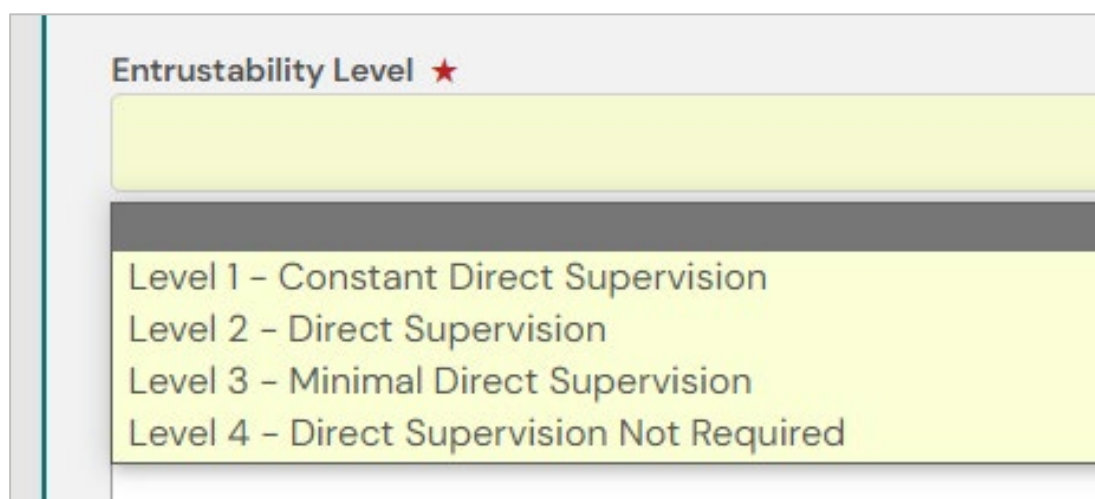 Entrustability Level ★
Level 1 – Constant Direct Supervision
Level 2 – Direct Supervision
Level 3 – Minimal Direct Supervision
Level 4 – Direct Supervision Not Required